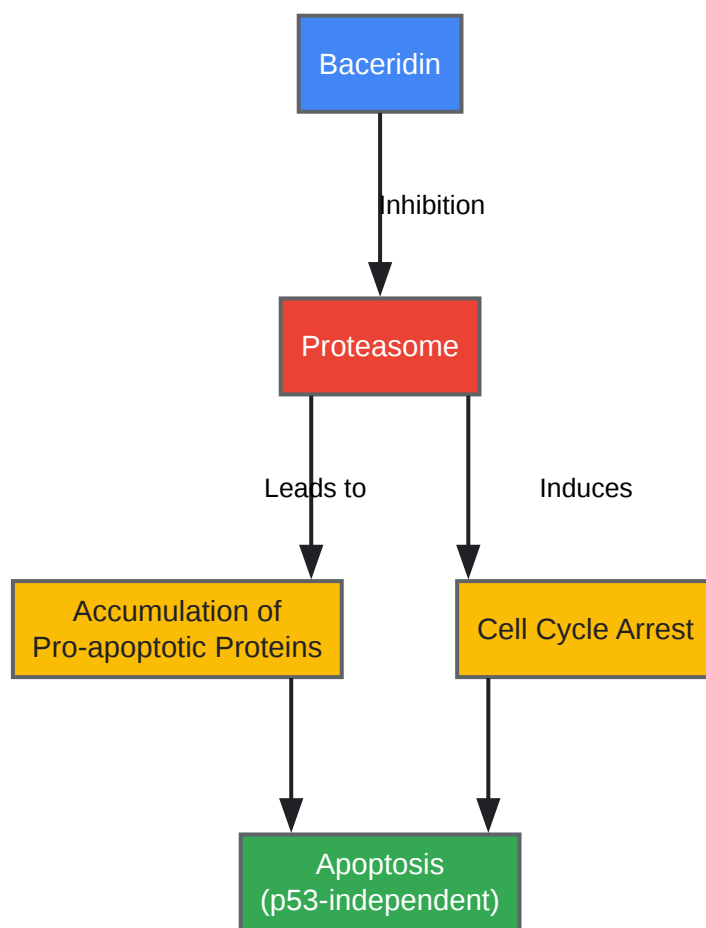 Baceridin
Inhibition
Proteasome
Leads to
Induces
Accumulation of
Pro-apoptotic Proteins
Cell Cycle Arrest
Apoptosis
(p53-independent)